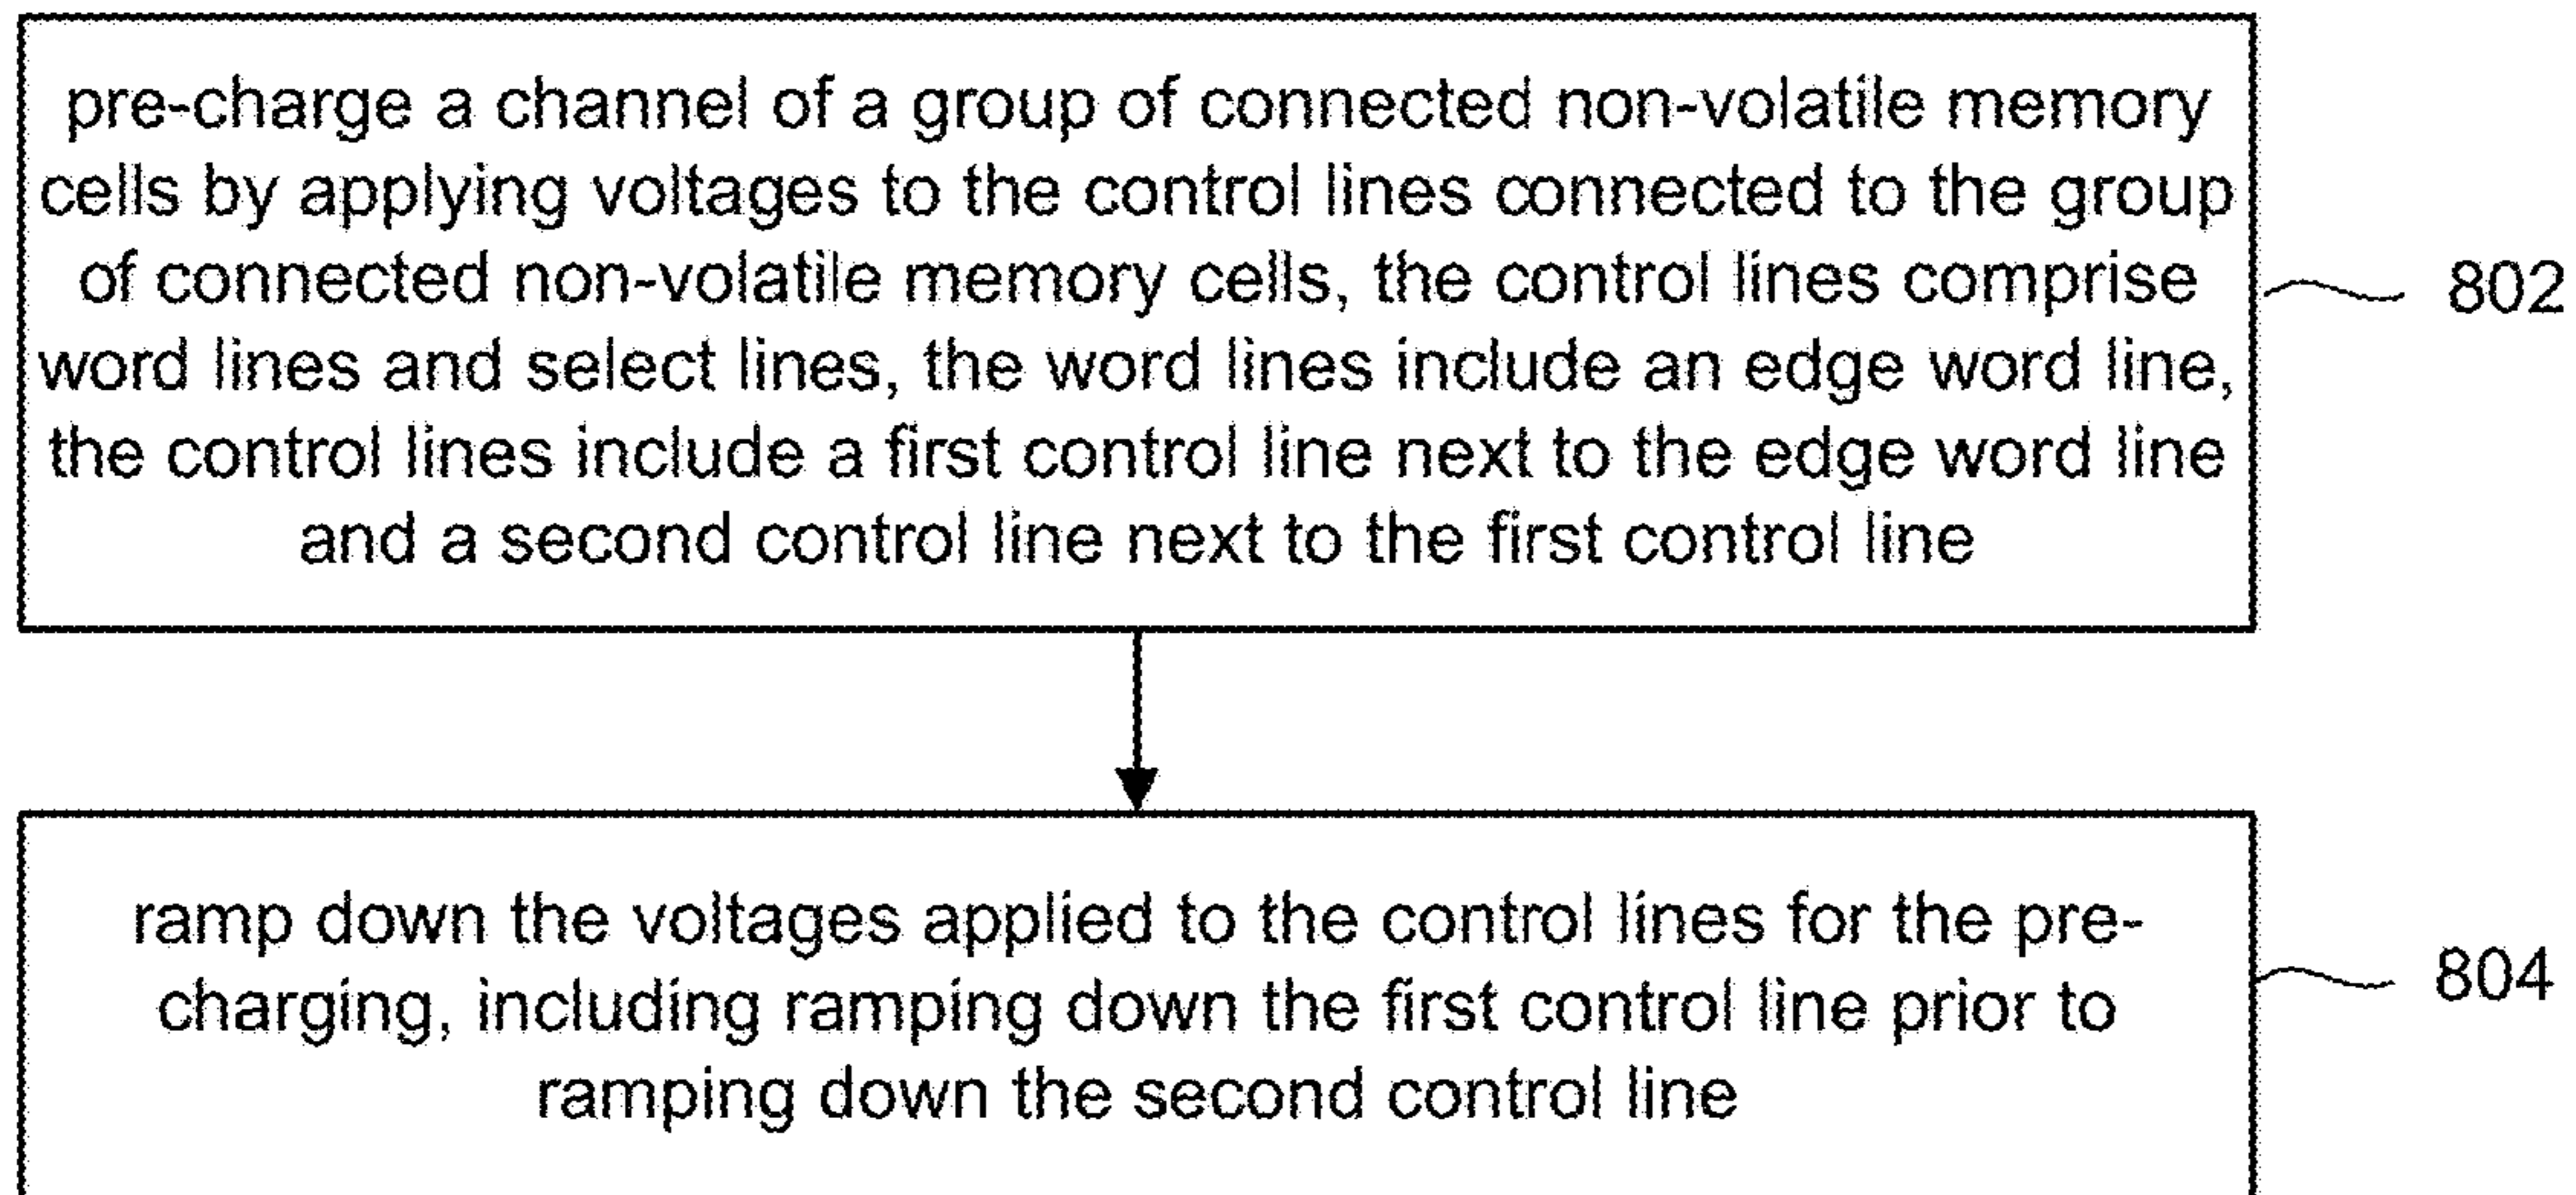 pre-charge a channel of a group of connected non-volatile memory
cells by applying voltages to the control lines connected to the group
of connected non-volatile memory cells, the control lines comprise
word lines and select lines, the word lines include an edge word line,
the control lines include a first control line next to the edge word line
and a second control line next to the first control line
802
ramp down the voltages applied to the control lines for the pre-
charging, including ramping down the first control line prior to
ramping down the second control line
804